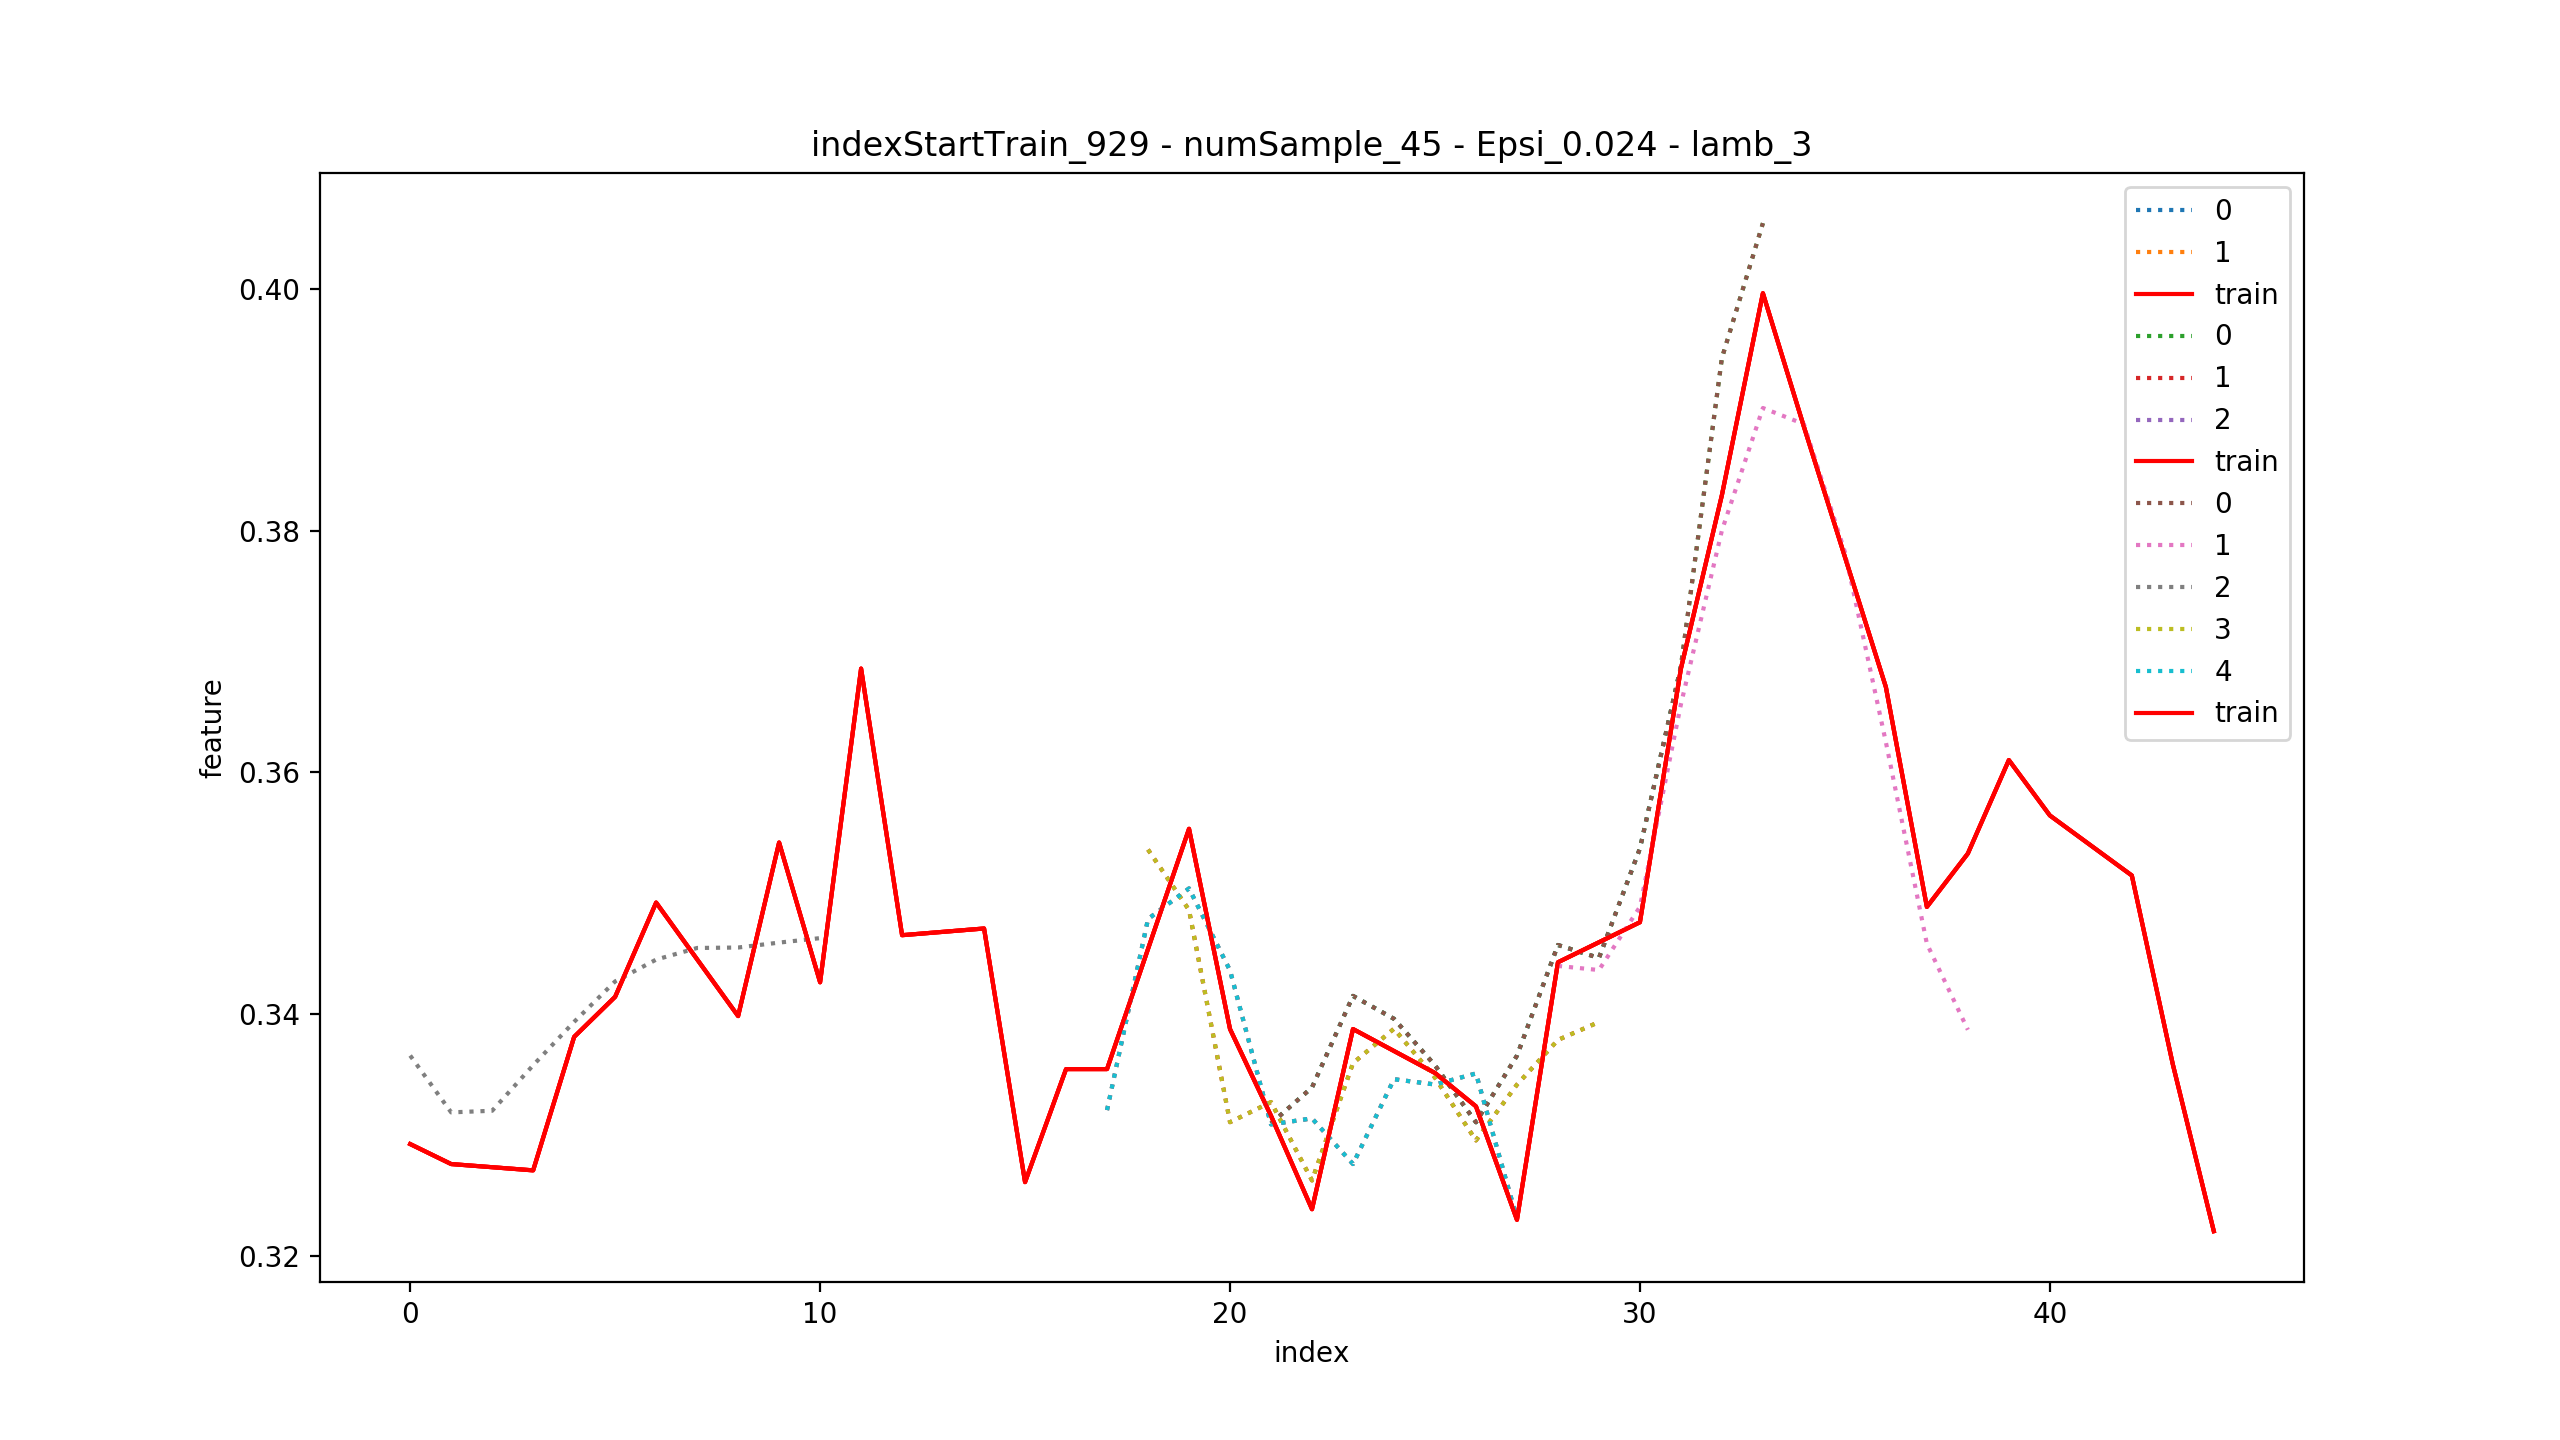 indexStartTrain_929 - numSample_45 - Epsi_0.024 - lamb_3
0
1
train
0
1
2
train
0
1
2
3
4
train
feature
0.40
0.38
0.36
0.34
0.32
0 10 20 30 40
index